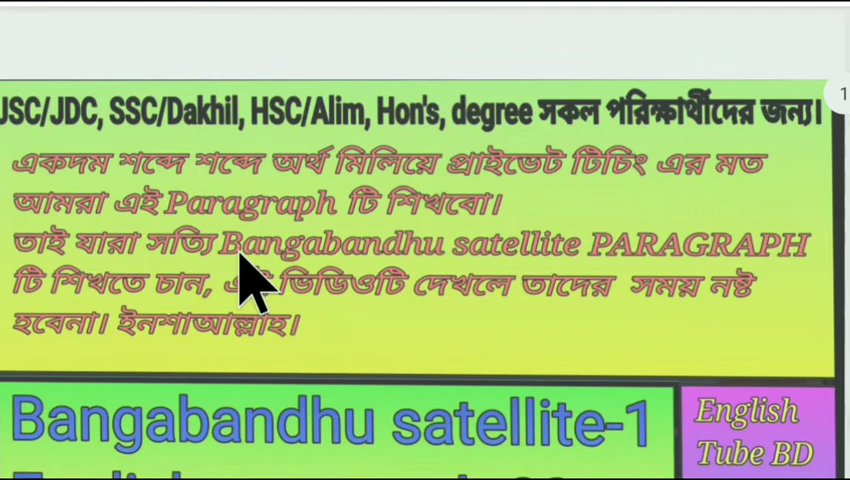 JSC/JDC, SSC/Dakhil, HSC/Alim, Hon's, degree সকল পরিক্ষার্থীদের জন্য।
1
একদম শব্দে শব্দে অর্থ মিলিয়ে প্রাইভেট টিচিং এর মত
আমরা এই Paragraph টি শিখবো।
তাই যারা সত্যি Bangabandhu satellite PARAGRAPH
টি শিখতে চান, এই ভিডিওটি দেখলে তাদের সময় নষ্ট
হবেনা। ইনশাআল্লাহ।
Bangabandhu satellite-1
English
Tube BD